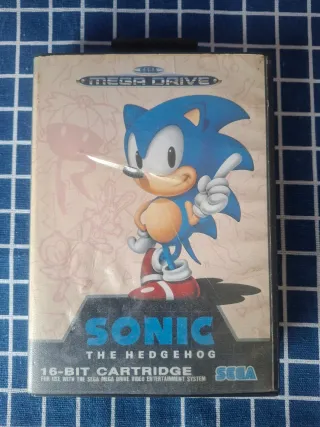 SEGA
MEGA DRIVE
SONIC
THE HEDGEHOG
16-BIT CARTRIDGE
FOR USE WITH THE SEGA MEGA DRIVE VIDEO ENTERTAINMENT SYSTEM
SEGA